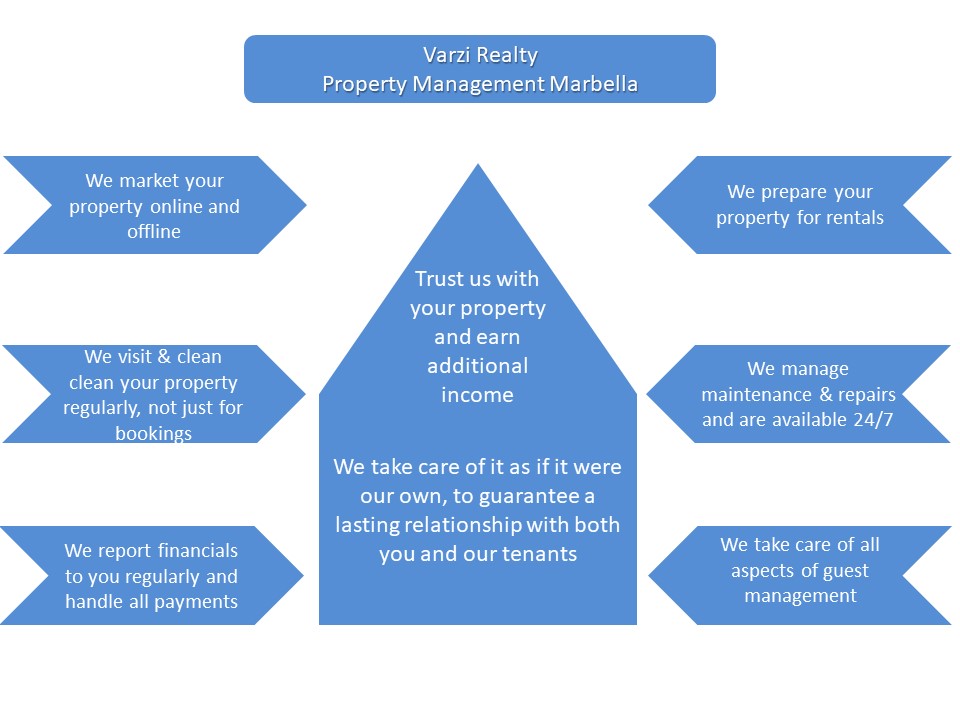 Varzi Realty
Property Management Marbella
We market your
property online and
offline
We prepare your
property for rentals
Trust us with
your property
and earn
additional
income
We visit & clean
clean your property
regularly, not just for
bookings
We manage
maintenance & repairs
and are available 24/7
We take care of it as if it were
our own, to guarantee a
lasting relationship with both
you and our tenants
We report financials
to you regularly and
handle all payments
We take care of all
aspects of guest
management